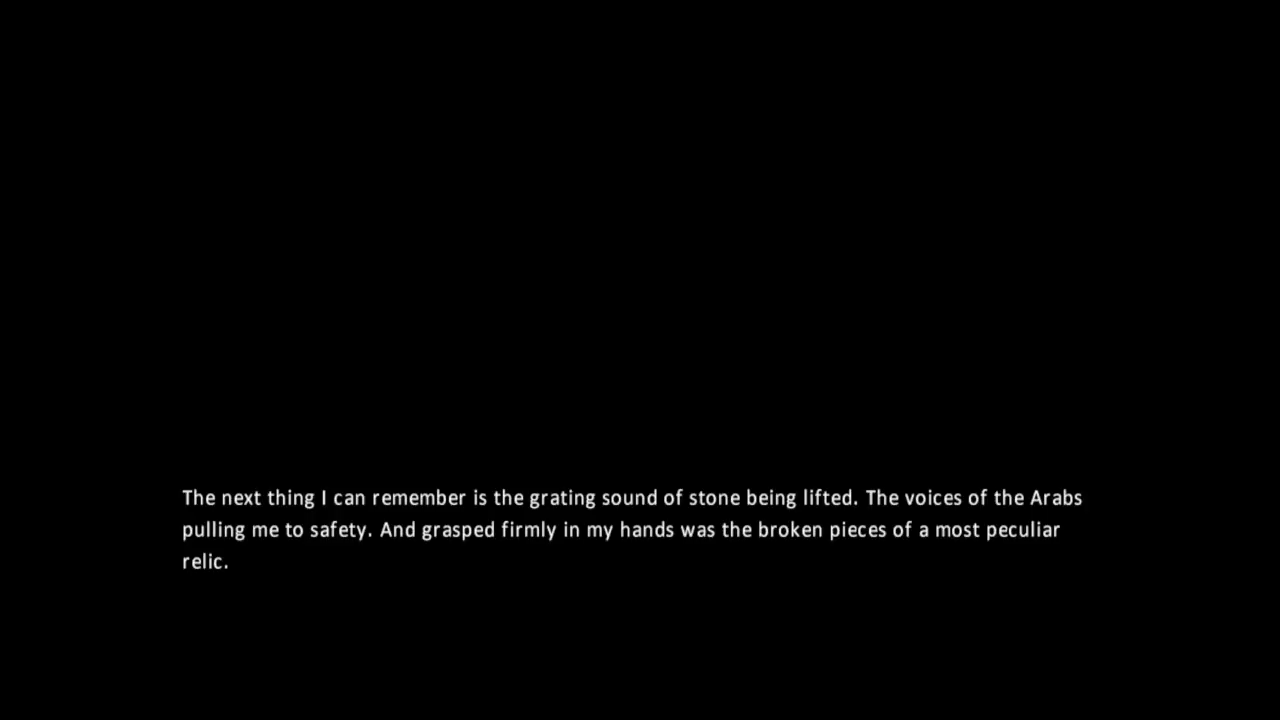 The next thing I can remember is the grating sound of stone being lifted. The voices of the Arabs
pulling me to safety. And grasped firmly in my hands was the broken pieces of a most peculiar
relic.